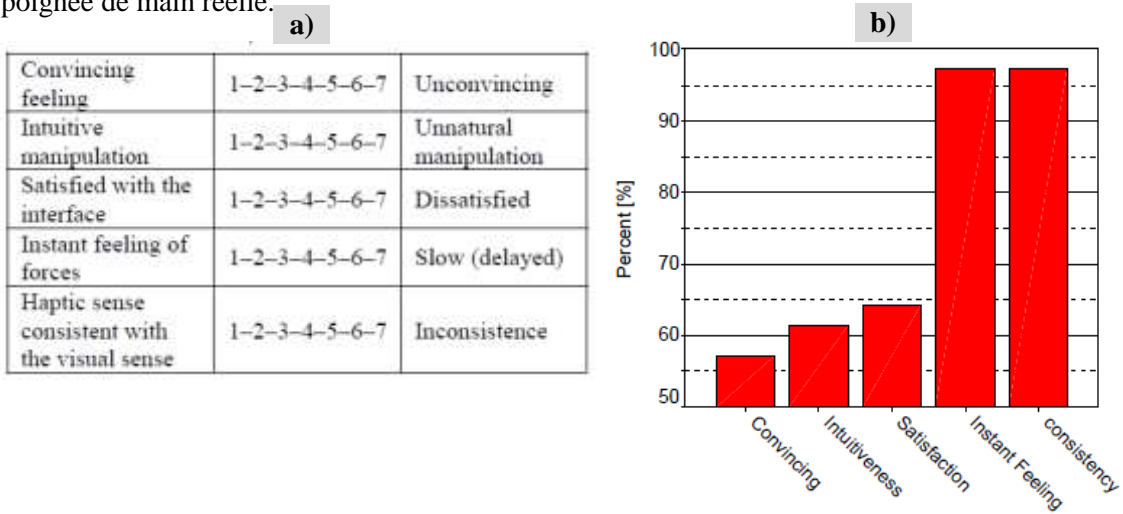 poignée de main réelle.
a)
Convincing
feeling
1–2–3–4–5–6–7
Unconvincing
Intuitive
manipulation
1–2–3–4–5–6–7
Unnatural
manipulation
Satisfied with the
interface
1–2–3–4–5–6–7
Dissatisfied
Instant feeling of
forces
1–2–3–4–5–6–7
Slow (delayed)
Haptic sense
consistent with
the visual sense
1–2–3–4–5–6–7
Inconsistence
b)
Percent [%]
100
90
80
70
60
50
Convincing
Intuitiveness
Satisfaction
Instant Feeling
consistency